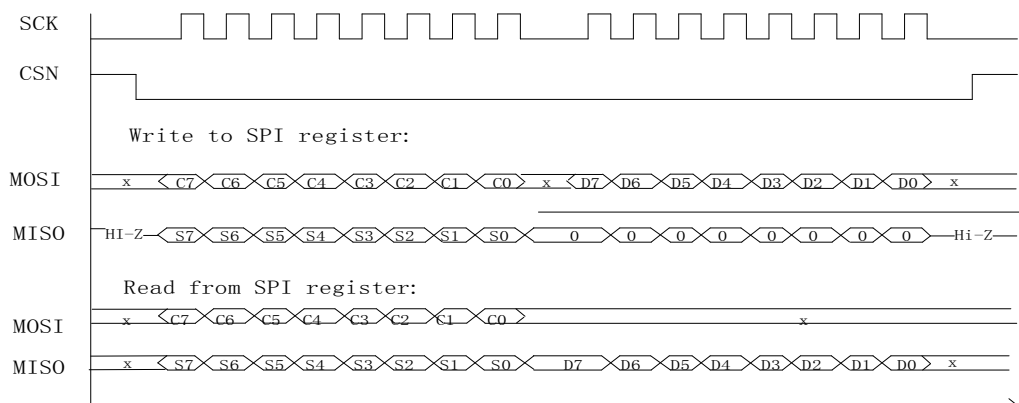 SCK
CSN
Write to SPI register:
MOSI x C7 C6 C5 C4 C3 C2 C1 C0 x D7 D6 D5 D4 D3 D2 D1 D0 x
MISO HI-Z S7 S6 S5 S4 S3 S2 S1 S0 0 0 0 0 0 0 0 0 Hi-Z
Read from SPI register:
MOSI x C7 C6 C5 C4 C3 C2 C1 C0 x
MISO x S7 S6 S5 S4 S3 S2 S1 S0 D7 D6 D5 D4 D3 D2 D1 D0 x